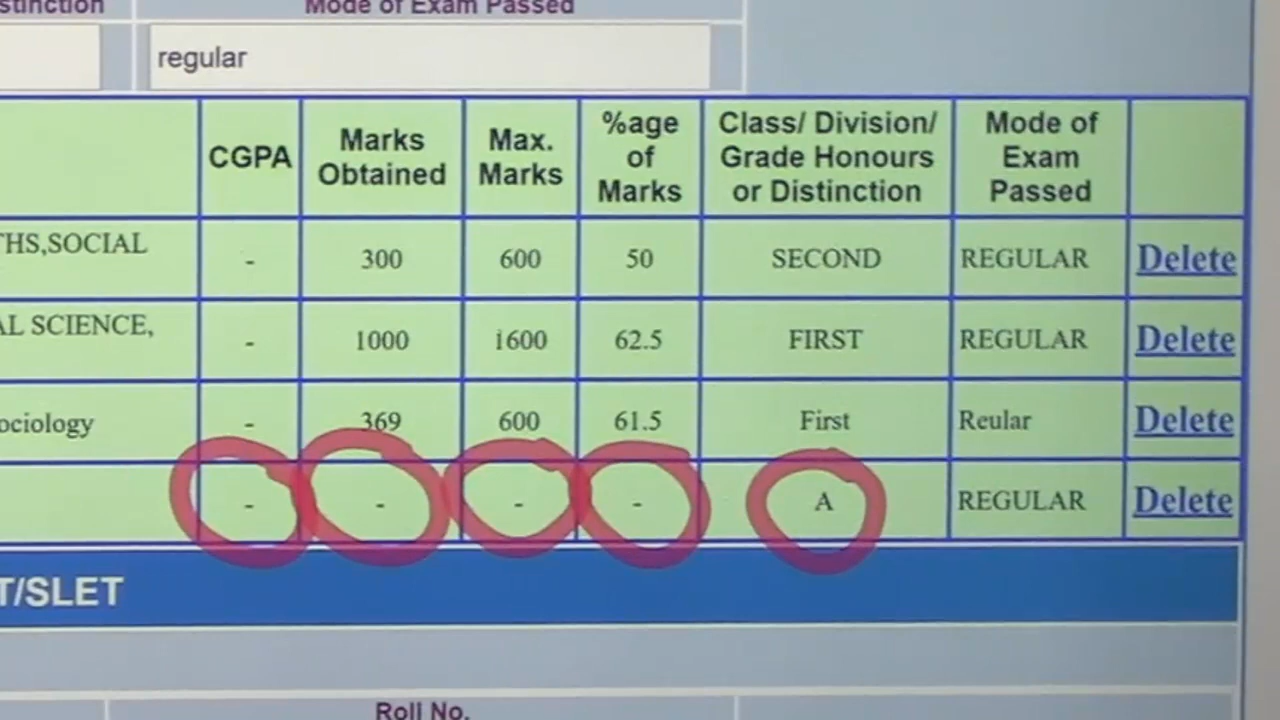 Mode of Exam Passed
regular
CGPA
Marks
Obtained
Max.
Marks
%age
of
Marks
Class/ Division/
Grade Honours
or Distinction
Mode of
Exam
Passed
THS,SOCIAL
- 300 600 50 SECOND REGULAR Delete
AL SCIENCE,
- 1000 1600 62.5 FIRST REGULAR Delete
ociology - 369 600 61.5 First Reular Delete
- - - - A REGULAR Delete
T/SLET
Roll No.